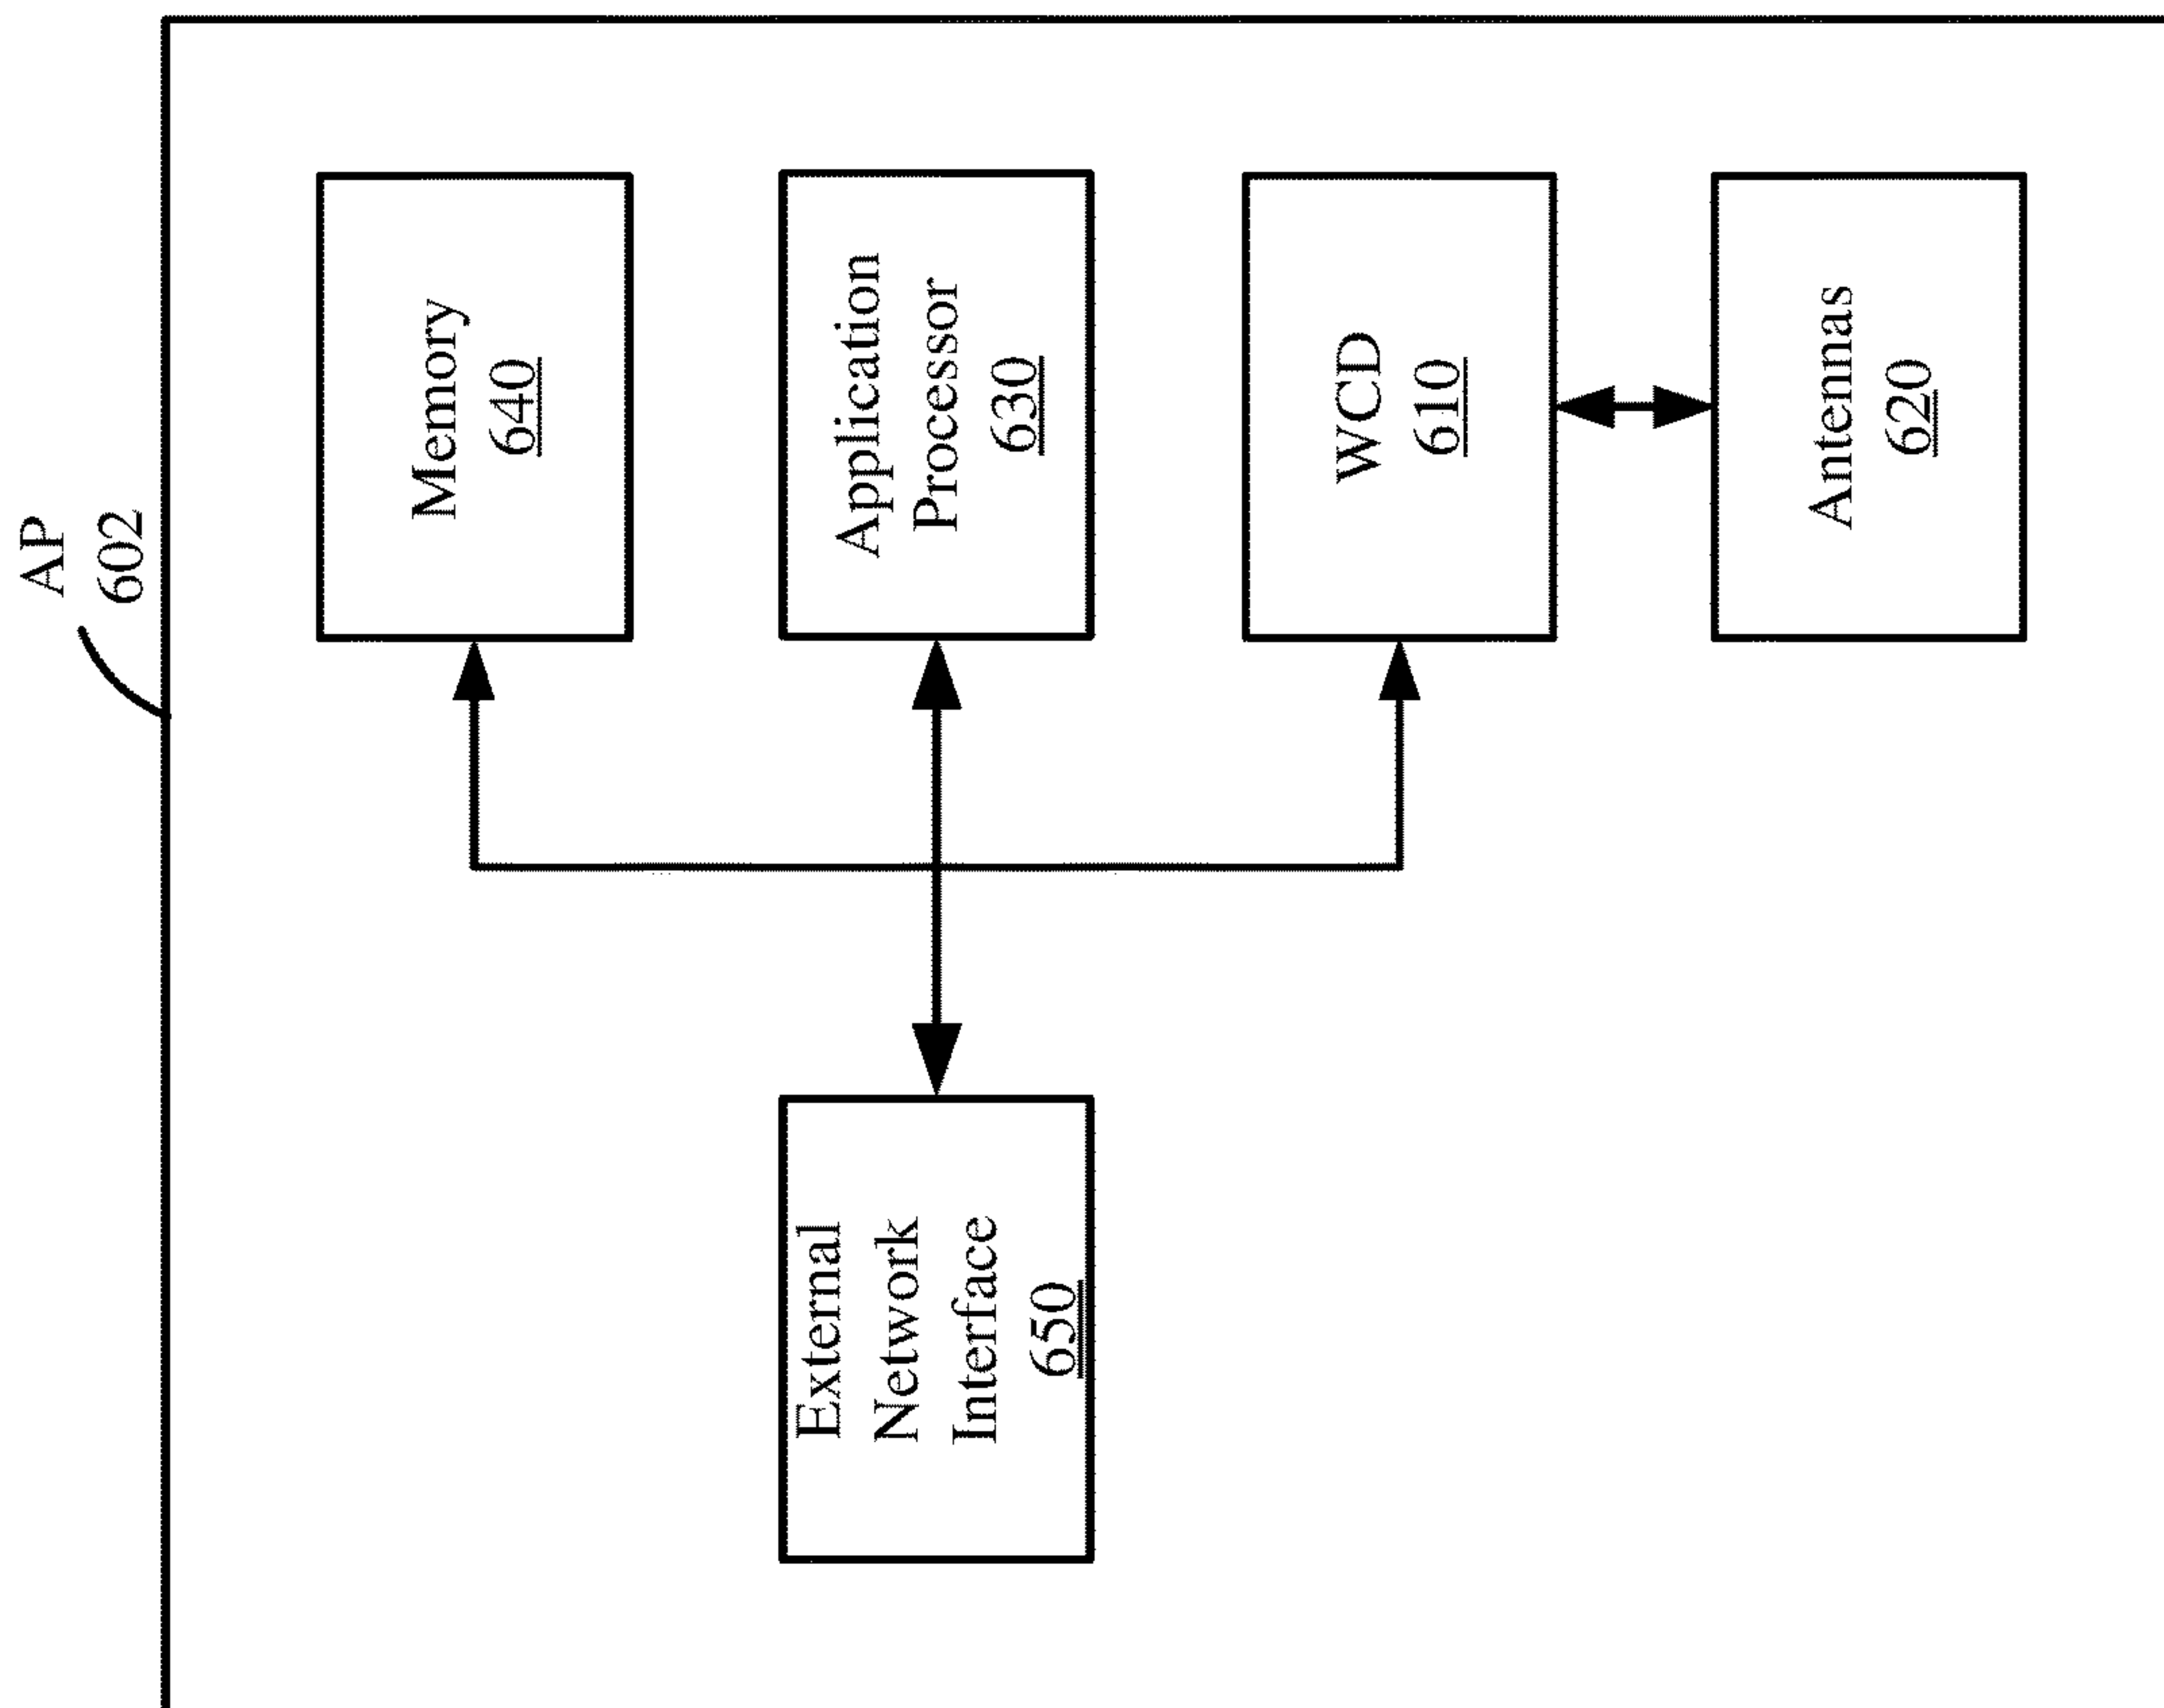 AP
602
Memory
640
Application
Processor
630
WCD
610
Antennas
620
External
Network
Interface
650